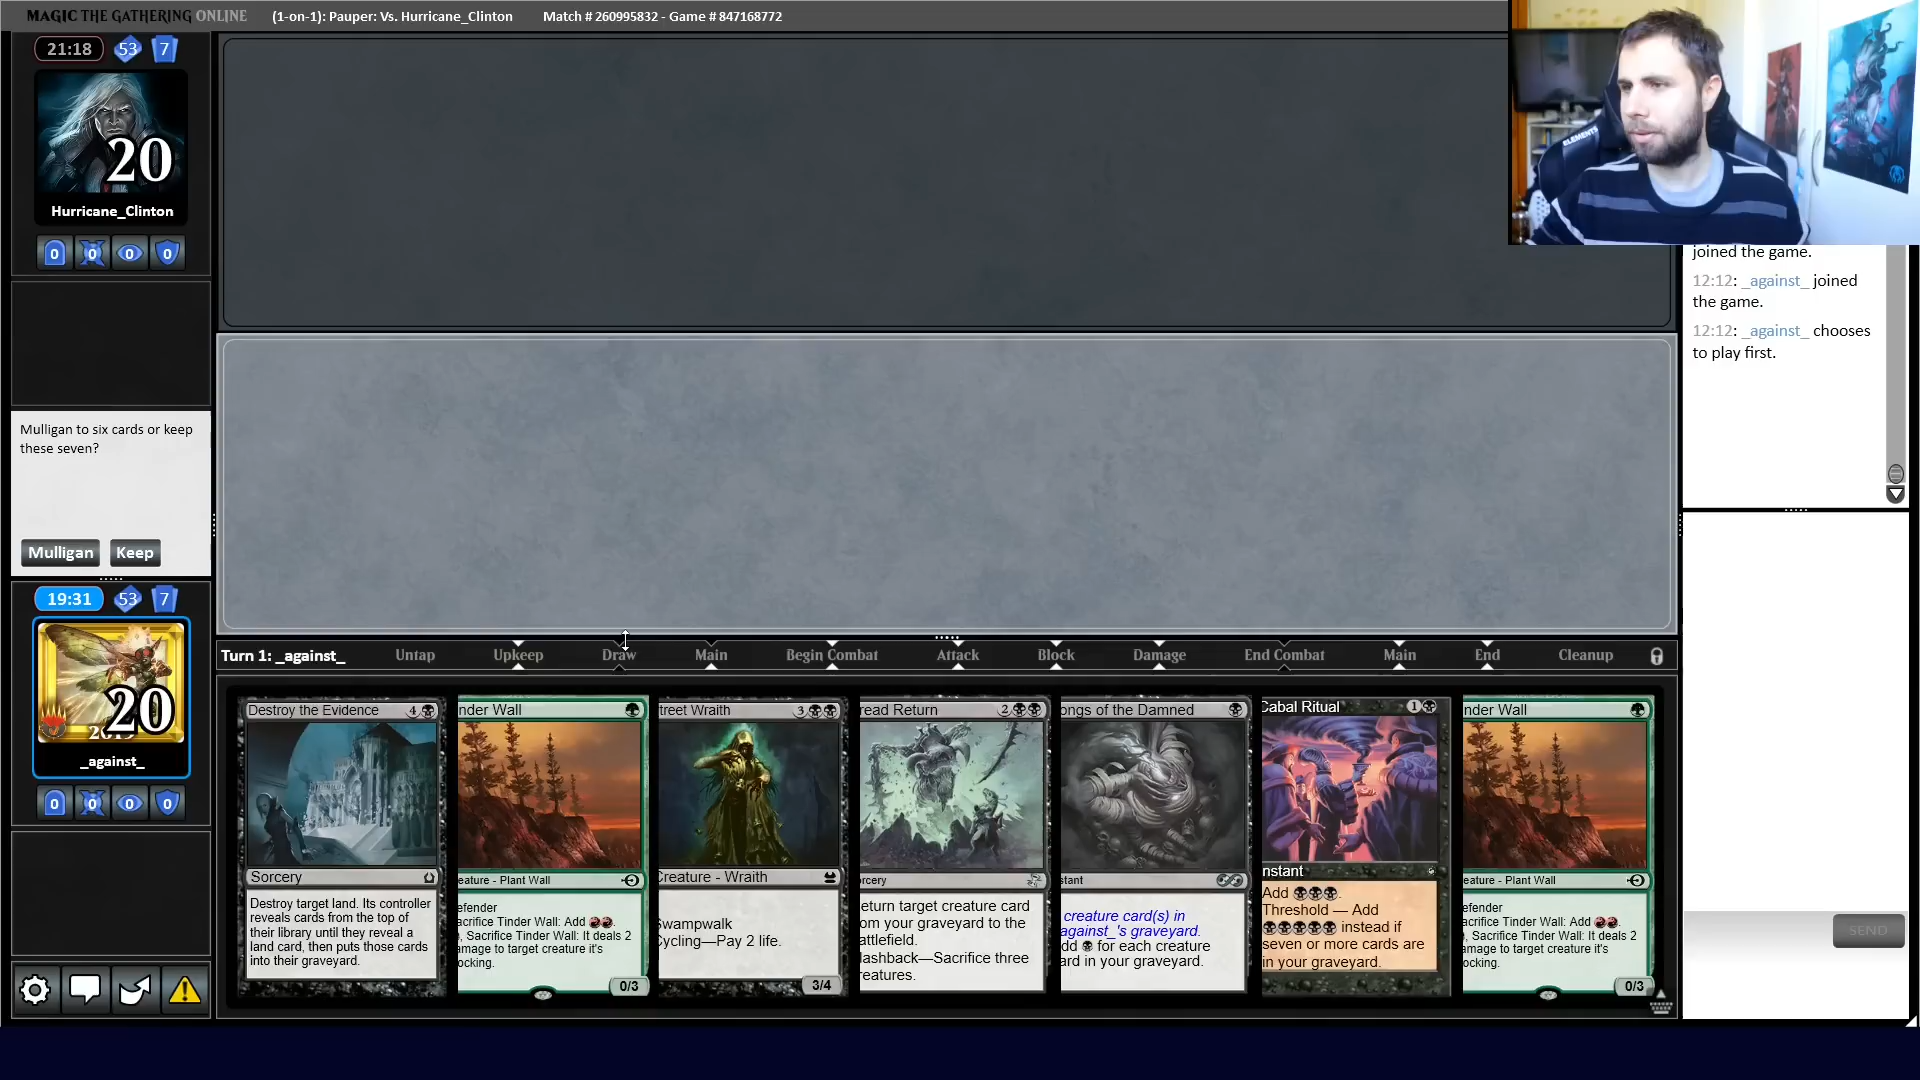 MAGIC THE GATHERING ONLINE
(1-on-1): Pauper: Vs. Hurricane_Clinton
Match # 260995832 - Game # 847168772
21:18
53
7
20
Hurricane_Clinton
0
0
0
0
ELEMENTS
joined the game.
12:12: _against_ joined
the game.
12:12: _against_ chooses
to play first.
Mulligan to six cards or keep
these seven?
Mulligan
Keep
19:31
53
7
20
_against_
0
0
0
0
Turn 1: _against_
Untap
Upkeep
Draw
Main
Begin Combat
Attack
Block
Damage
End Combat
Main
End
Cleanup
Destroy the Evidence
4
Sorcery
Destroy target land. Its controller
reveals cards from the top of
their library until they reveal a
land card, then puts those cards
into their graveyard.
nder Wall
eature - Plant Wall
efender
acrifice Tinder Wall: Add
, Sacrifice Tinder Wall: It deals 2
amage to target creature it's
ocking.
0/3
treet Wraith
3
Creature - Wraith
Swampwalk
Cycling—Pay 2 life.
3/4
read Return
2
rcery
eturn target creature card
om your graveyard to the
attlefield.
lashback—Sacrifice three
reatures.
ongs of the Damned
stant
creature card(s) in
against_'s graveyard.
dd for each creature
ard in your graveyard.
Cabal Ritual
1
nstant
Add .
Threshold — Add
instead if
seven or more cards are
in your graveyard.
nder Wall
eature - Plant Wall
efender
acrifice Tinder Wall: Add
, Sacrifice Tinder Wall: It deals 2
amage to target creature it's
ocking.
0/3
SEND